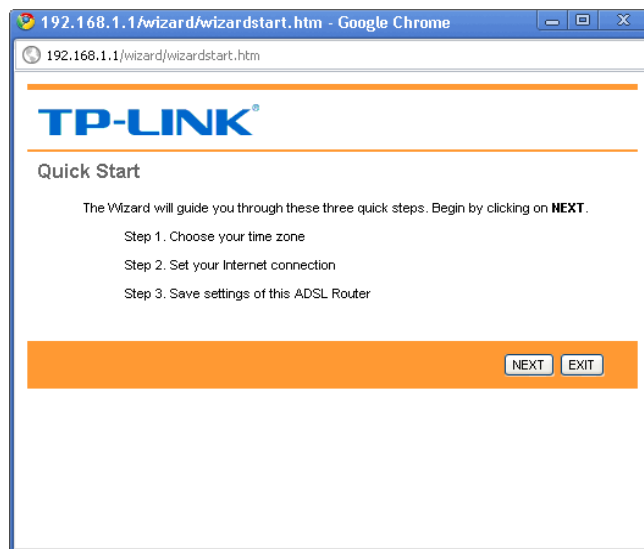 192.168.1.1/wizard/wizardstart.htm - Google Chrome
192.168.1.1/wizard/wizardstart.htm
TP-LINK®
Quick Start
The Wizard will guide you through these three quick steps. Begin by clicking on NEXT.
Step 1. Choose your time zone
Step 2. Set your Internet connection
Step 3. Save settings of this ADSL Router
NEXT EXIT